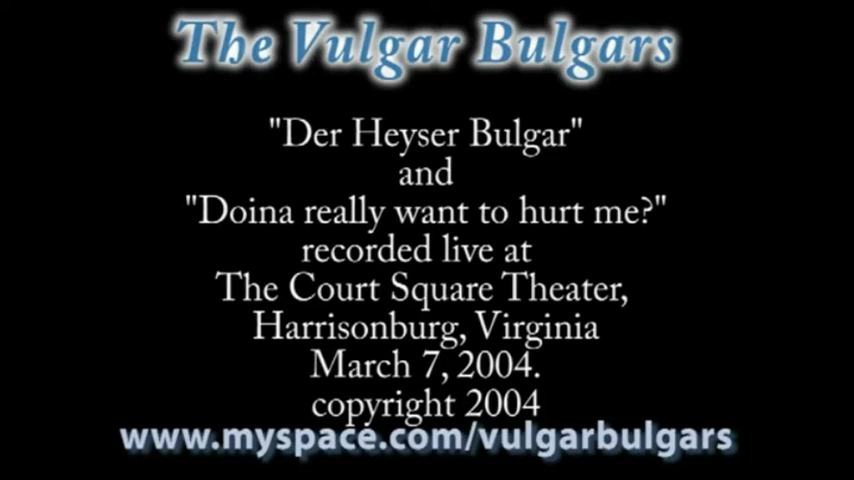 The Vulgar Bulgars
"Der Heyser Bulgar"
and
"Doina really want to hurt me?"
recorded live at
The Court Square Theater,
Harrisonburg, Virginia
March 7, 2004.
copyright 2004
www.myspace.com/vulgarbulgars